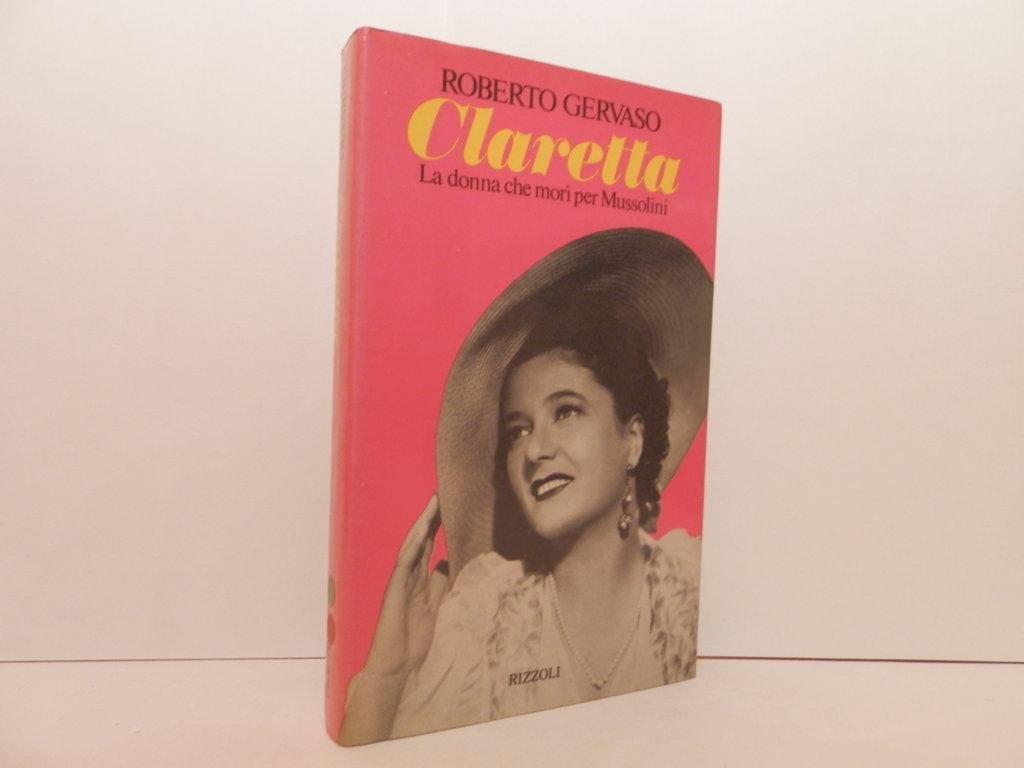 ROBERTO GERVASO
Claretta
La donna che morì per Mussolini
RIZZOLI